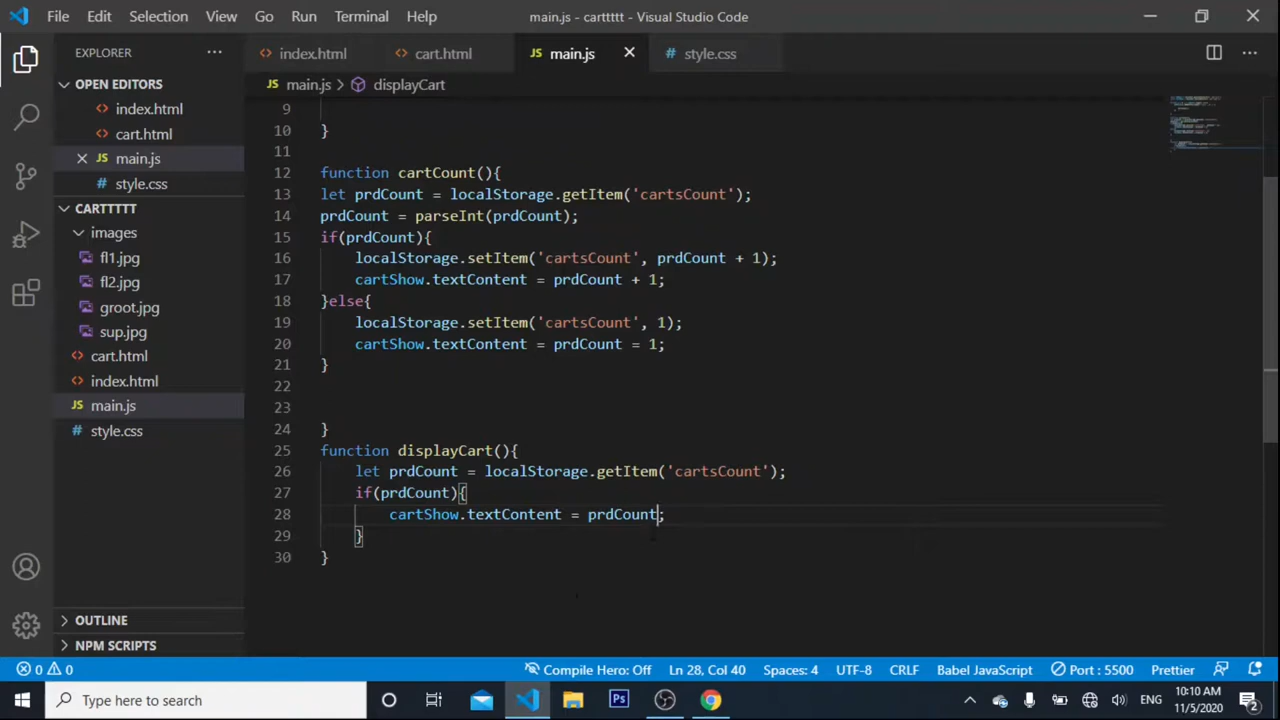 File Edit Selection View Go Run Terminal Help main.js - carttttt - Visual Studio Code
EXPLORER
index.html cart.html main.js style.css
OPEN EDITORS
JS main.js > displayCart
index.html
cart.html
JS main.js
style.css
CARTTTTT
images
fl1.jpg
fl2.jpg
groot.jpg
sup.jpg
cart.html
index.html
JS main.js
style.css
OUTLINE
NPM SCRIPTS
9
10 }
11
12 function cartCount(){
13 let prdCount = localStorage.getItem('cartsCount');
14 prdCount = parseInt(prdCount);
15 if(prdCount){
16 localStorage.setItem('cartsCount', prdCount + 1);
17 cartShow.textContent = prdCount + 1;
18 }else{
19 localStorage.setItem('cartsCount', 1);
20 cartShow.textContent = prdCount = 1;
21 }
22
23
24 }
25 function displayCart(){
26 let prdCount = localStorage.getItem('cartsCount');
27 if(prdCount){
28 cartShow.textContent = prdCount;
29 }
30 }
0 0 Compile Hero: Off Ln 28, Col 40 Spaces: 4 UTF-8 CRLF Babel JavaScript Port : 5500 Prettier
Type here to search Ps ENG 10:10 AM
11/5/2020 2